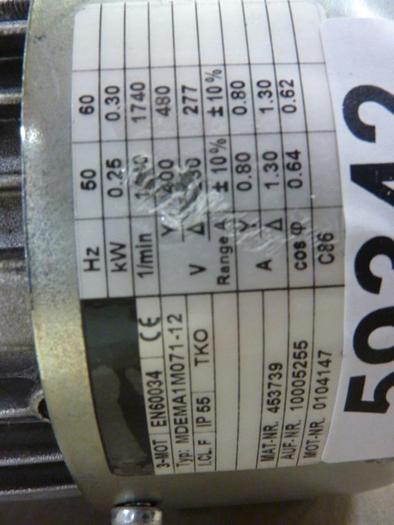 3-MOT EN60034 CE
Typ: MDEMA1M071-12
I.CL. F IP 55 TKO
MAT-NR. 453739
AUF-NR. 10005255
MOT-NR. 0104147
Hz 50 60
kW 0.25 0.30
1/min 1740
Y 400 480
V Δ 277
Range A ± 10% ± 10%
Y 0.80 0.80
A Δ 1.30 1.30
cos φ 0.64 0.62
C86